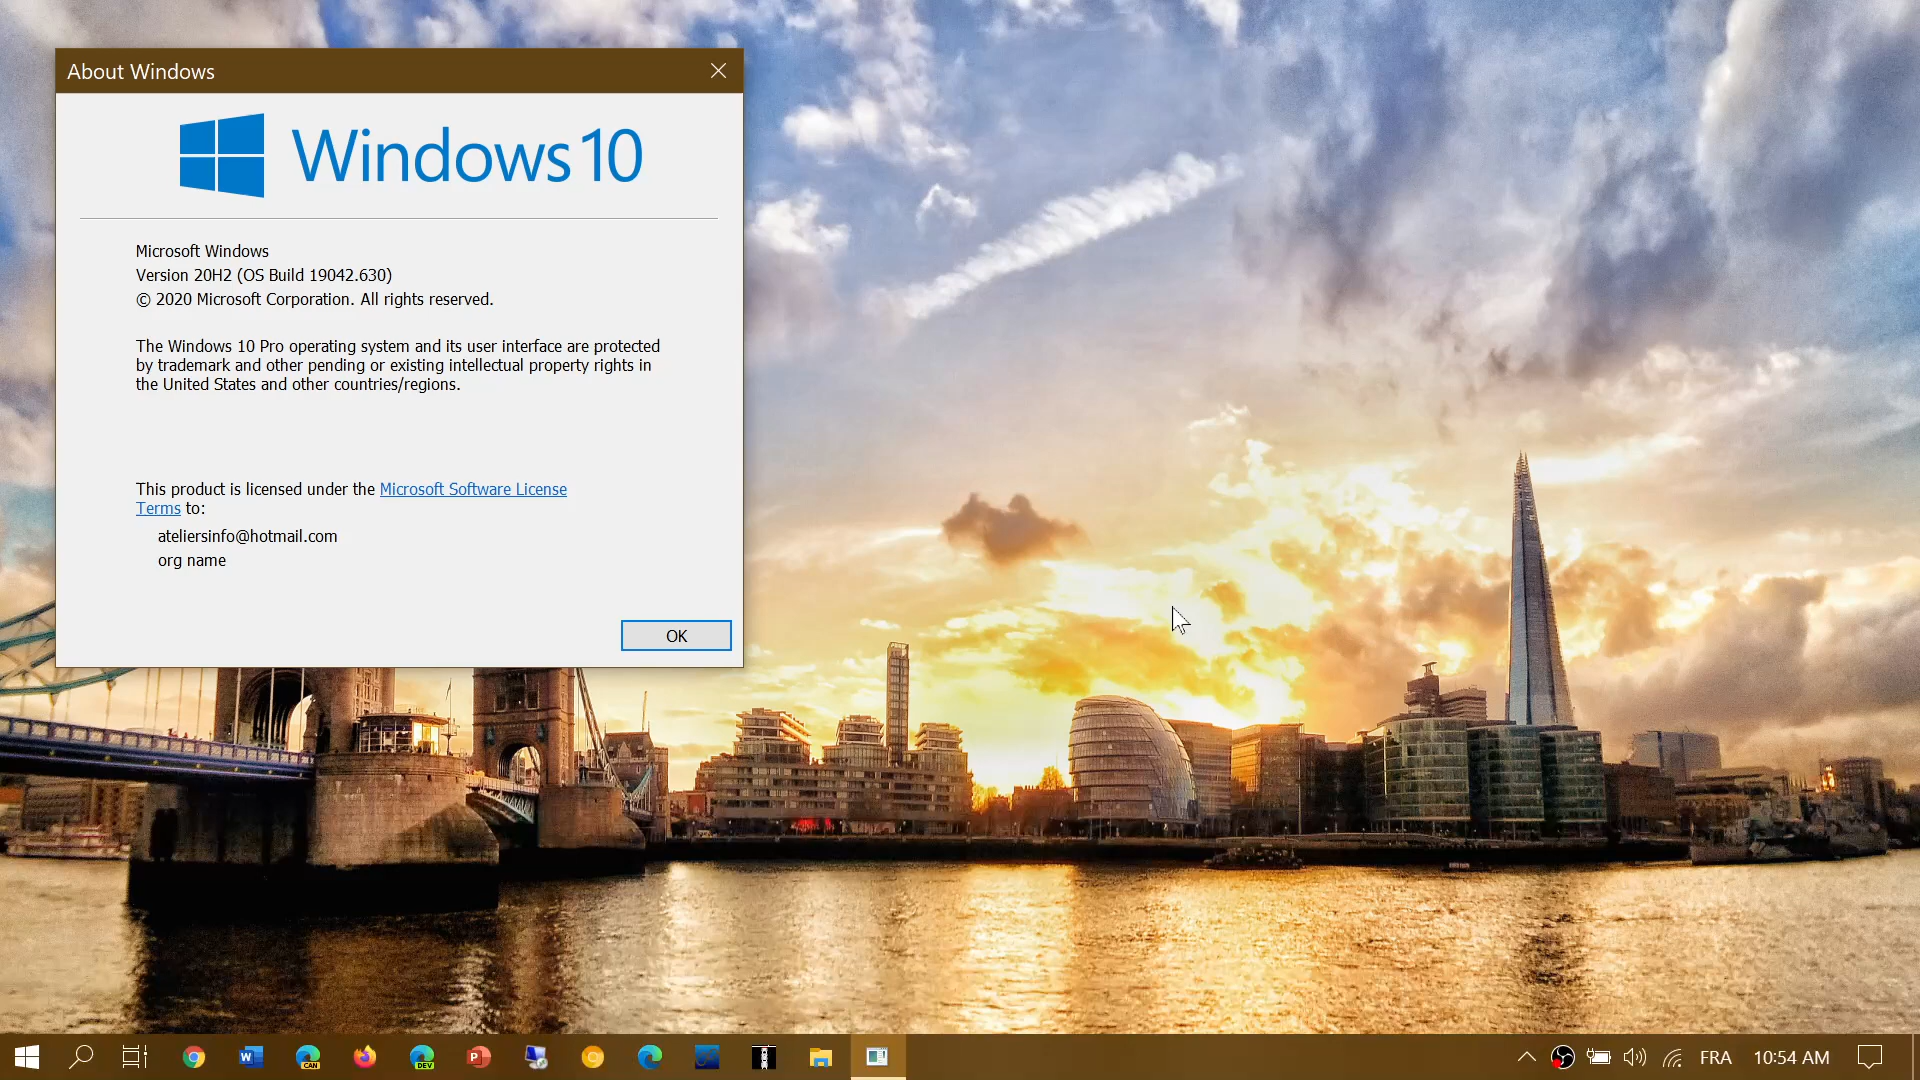 About Windows
Windows 10
Microsoft Windows
Version 20H2 (OS Build 19042.630)
© 2020 Microsoft Corporation. All rights reserved.
The Windows 10 Pro operating system and its user interface are protected
by trademark and other pending or existing intellectual property rights in
the United States and other countries/regions.
This product is licensed under the Microsoft Software License
Terms to:
ateliersinfo@hotmail.com
org name
OK
CAN
DEV
FRA
10:54 AM